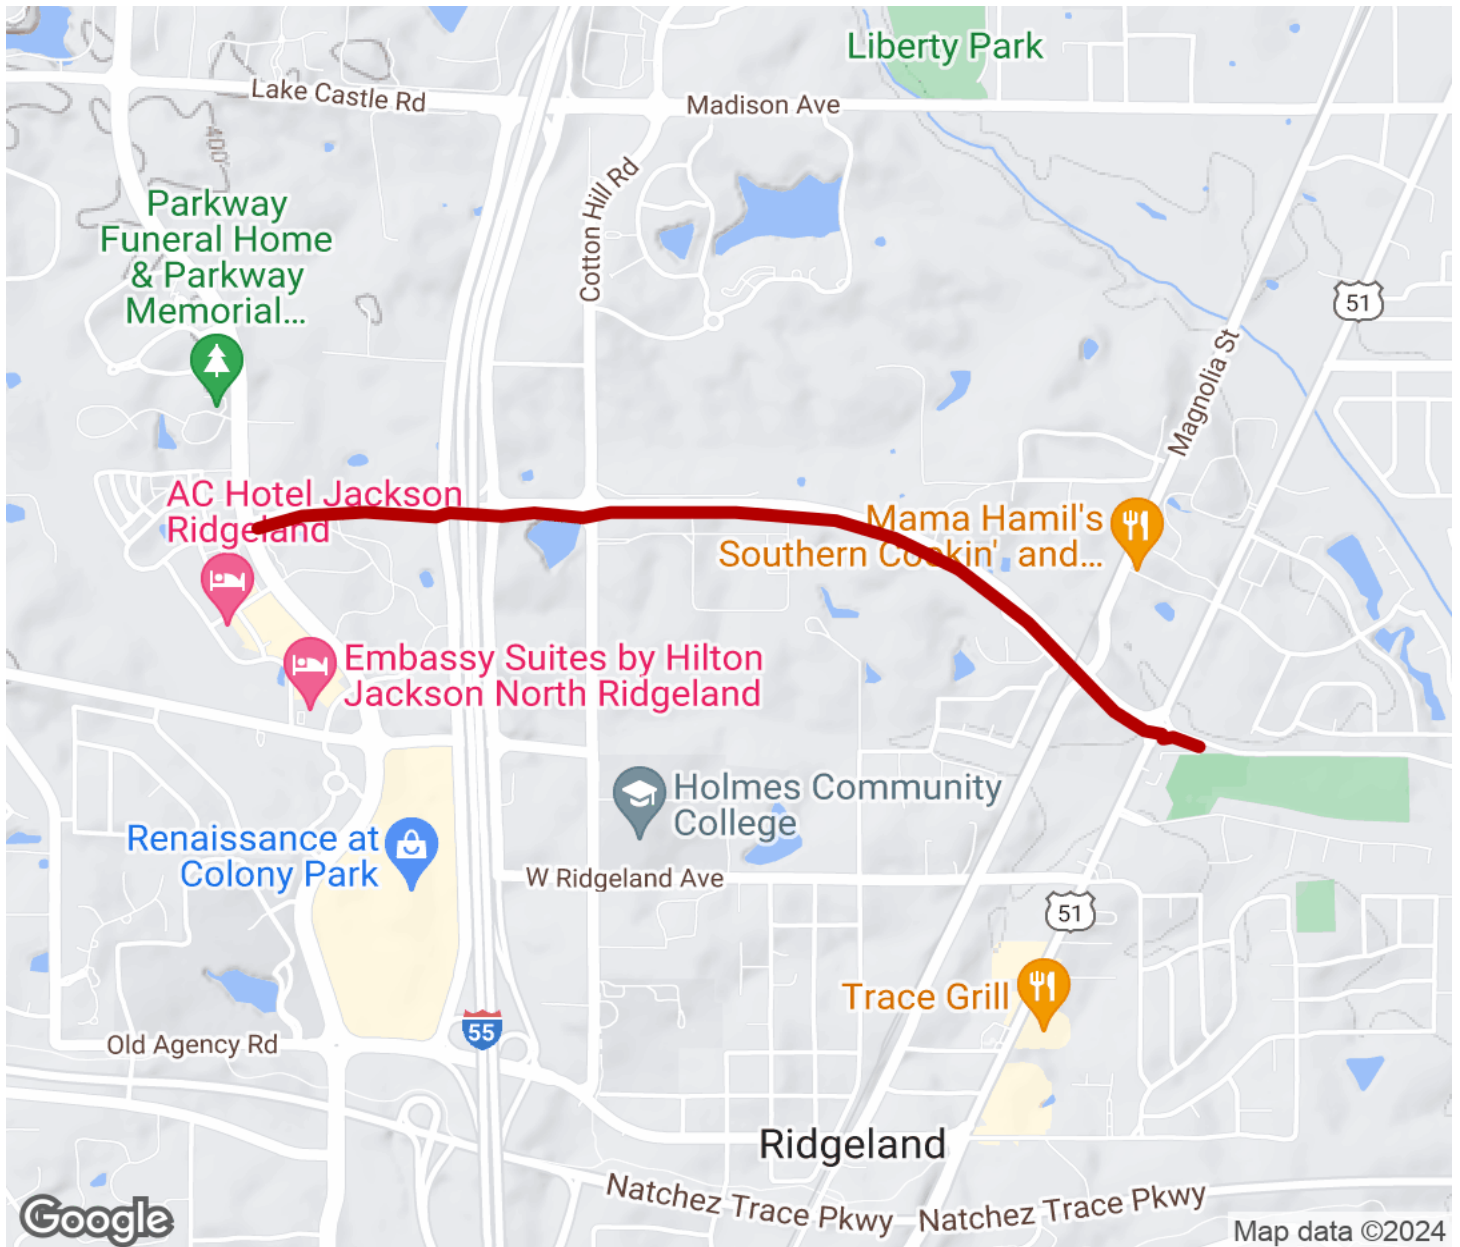 Liberty Park
Lake Castle Rd
Madison Ave
400'
Parkway
Funeral Home
& Parkway
Memorial...
Cotton Hill Rd
51
Magnolia St
AC Hotel Jackson
Ridgeland
Mama Hamil's
Southern Cookin' and...
Embassy Suites by Hilton
Jackson North Ridgeland
Holmes Community
College
Renaissance at
Colony Park
W Ridgeland Ave
51
Trace Grill
55
Old Agency Rd
Ridgeland
Natchez Trace Pkwy
Natchez Trace Pkwy
Google
Map data ©2024